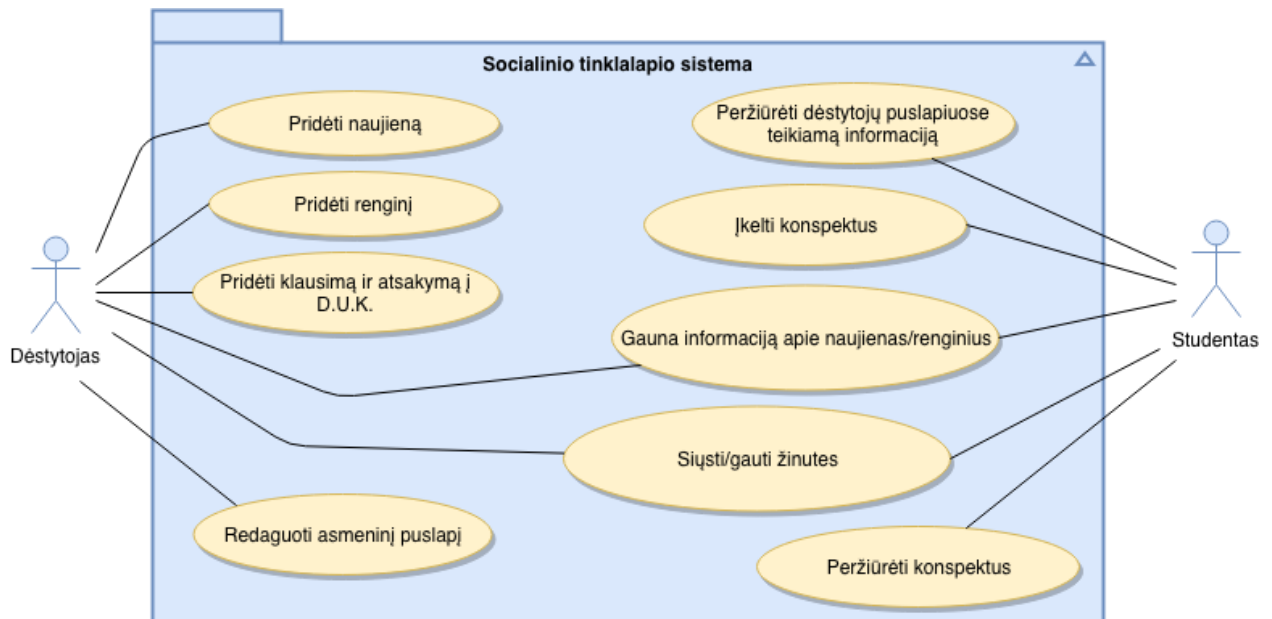 Socialinio tinklalapio sistema
Pridėti naujieną
Peržiūrėti dėstytojų puslapiuose
teikiamą informaciją
Pridėti renginį
Įkelti konspektus
Pridėti klausimą ir atsakymą į
D.U.K.
Gauna informaciją apie naujienas/renginius
Dėstytojas
Studentas
Siųsti/gauti žinutes
Redaguoti asmeninį puslapį
Peržiūrėti konspektus